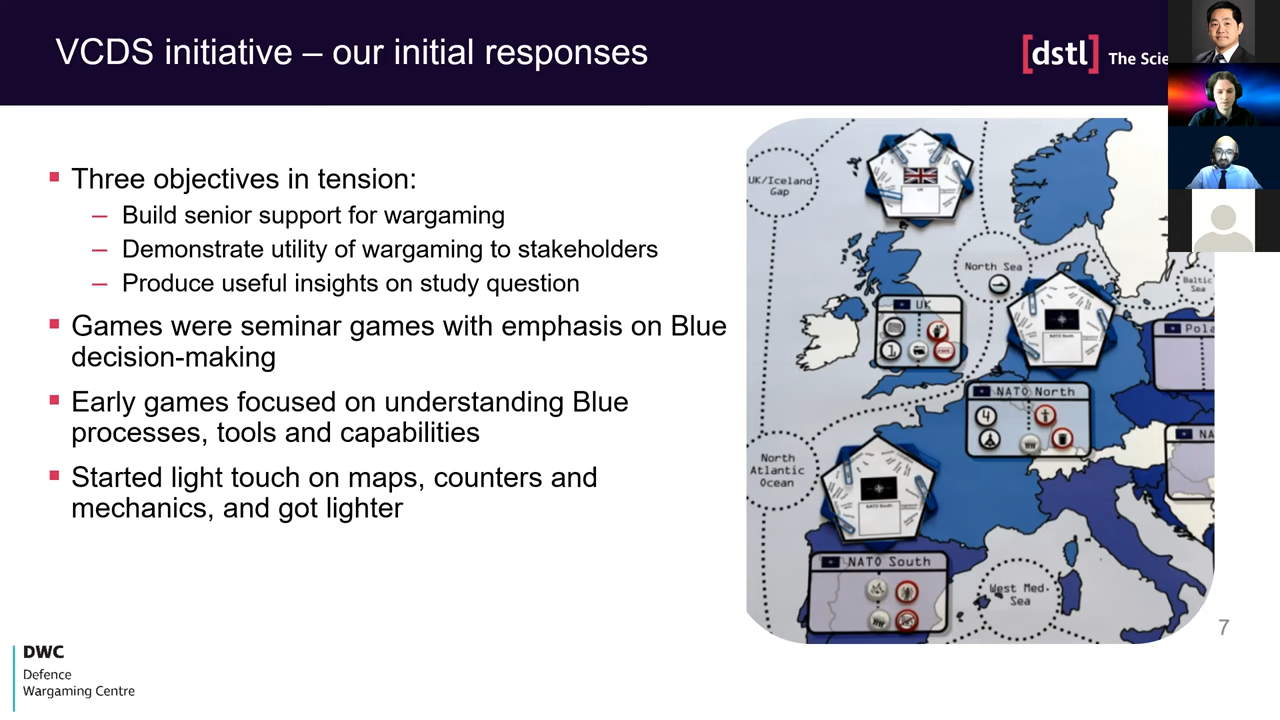 VCDS initiative – our initial responses
[dstl] The Scie
Three objectives in tension:
– Build senior support for wargaming
– Demonstrate utility of wargaming to stakeholders
– Produce useful insights on study question
Games were seminar games with emphasis on Blue
decision-making
Early games focused on understanding Blue
processes, tools and capabilities
Started light touch on maps, counters and
mechanics, and got lighter
UK/Iceland
Gap
North Sea
Baltic
Sea
UK
Pola
NATO North
4
NA
North
Atlantic
Ocean
NATO South
West Med.
Sea
7
DWC
Defence
Wargaming Centre